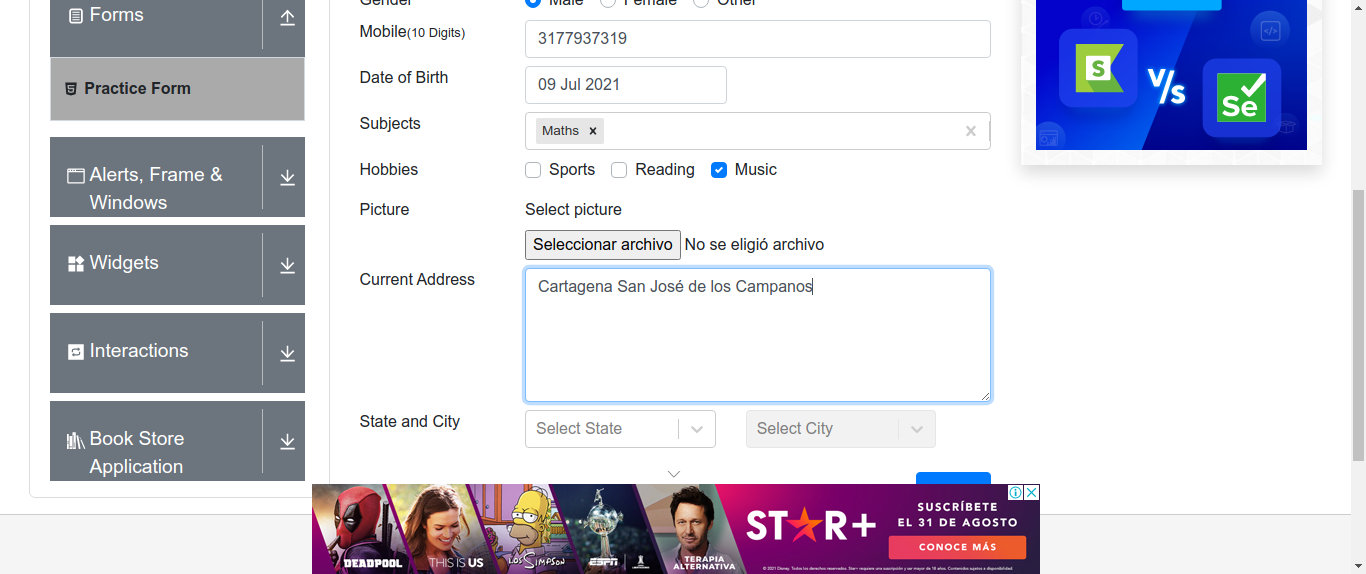 Forms
Practice Form
Alerts, Frame &
Windows
Widgets
Interactions
Book Store
Application
Gender Male Female Other
Mobile(10 Digits) 3177937319
Date of Birth 09 Jul 2021
Subjects Maths ×
Hobbies Sports Reading Music
Picture Select picture
Seleccionar archivo No se eligió archivo
Current Address Cartagena San José de los Campanos
State and City Select State Select City
S V/s Se
DEADPOOL
THIS IS US
LOS SIMPSON
ESPN
TERAPIA
ALTERNATIVA
STAR+
SUSCRÍBETE
EL 31 DE AGOSTO
CONOCE MÁS